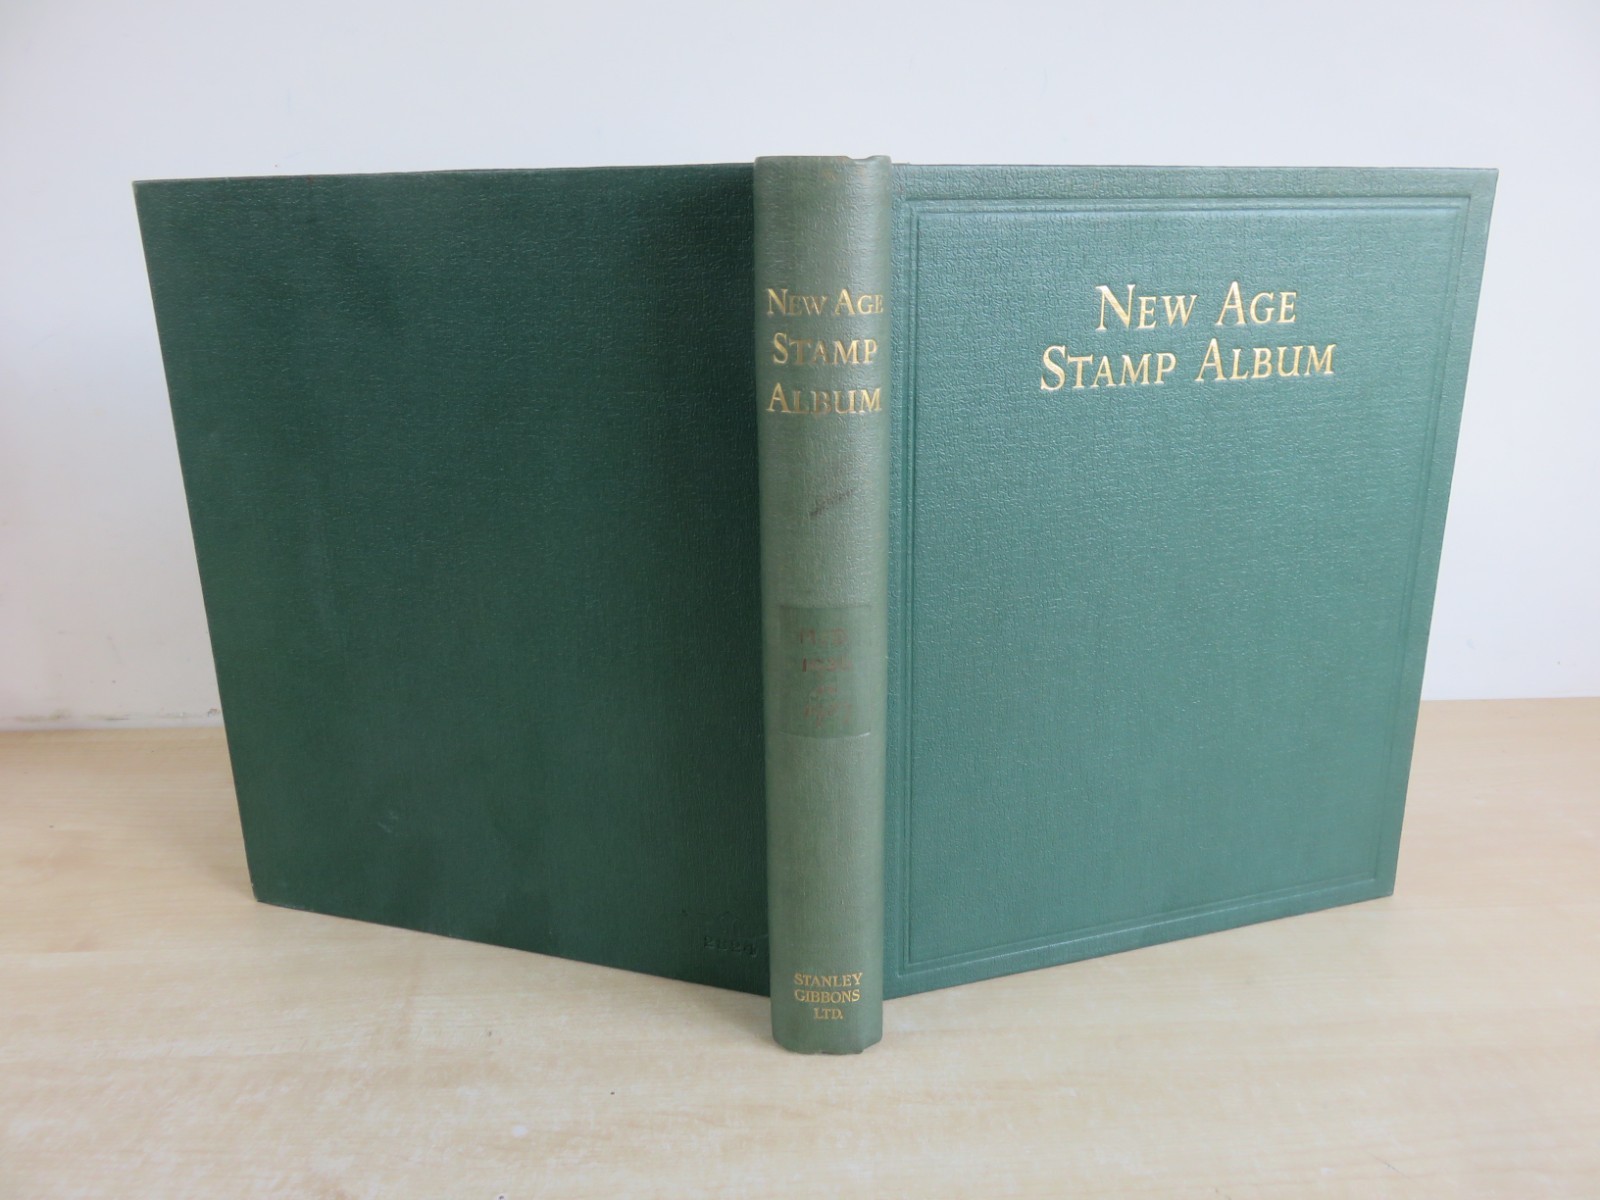 New Age
Stamp
Album
STANLEY
GIBBONS
LTD.
New Age
Stamp Album